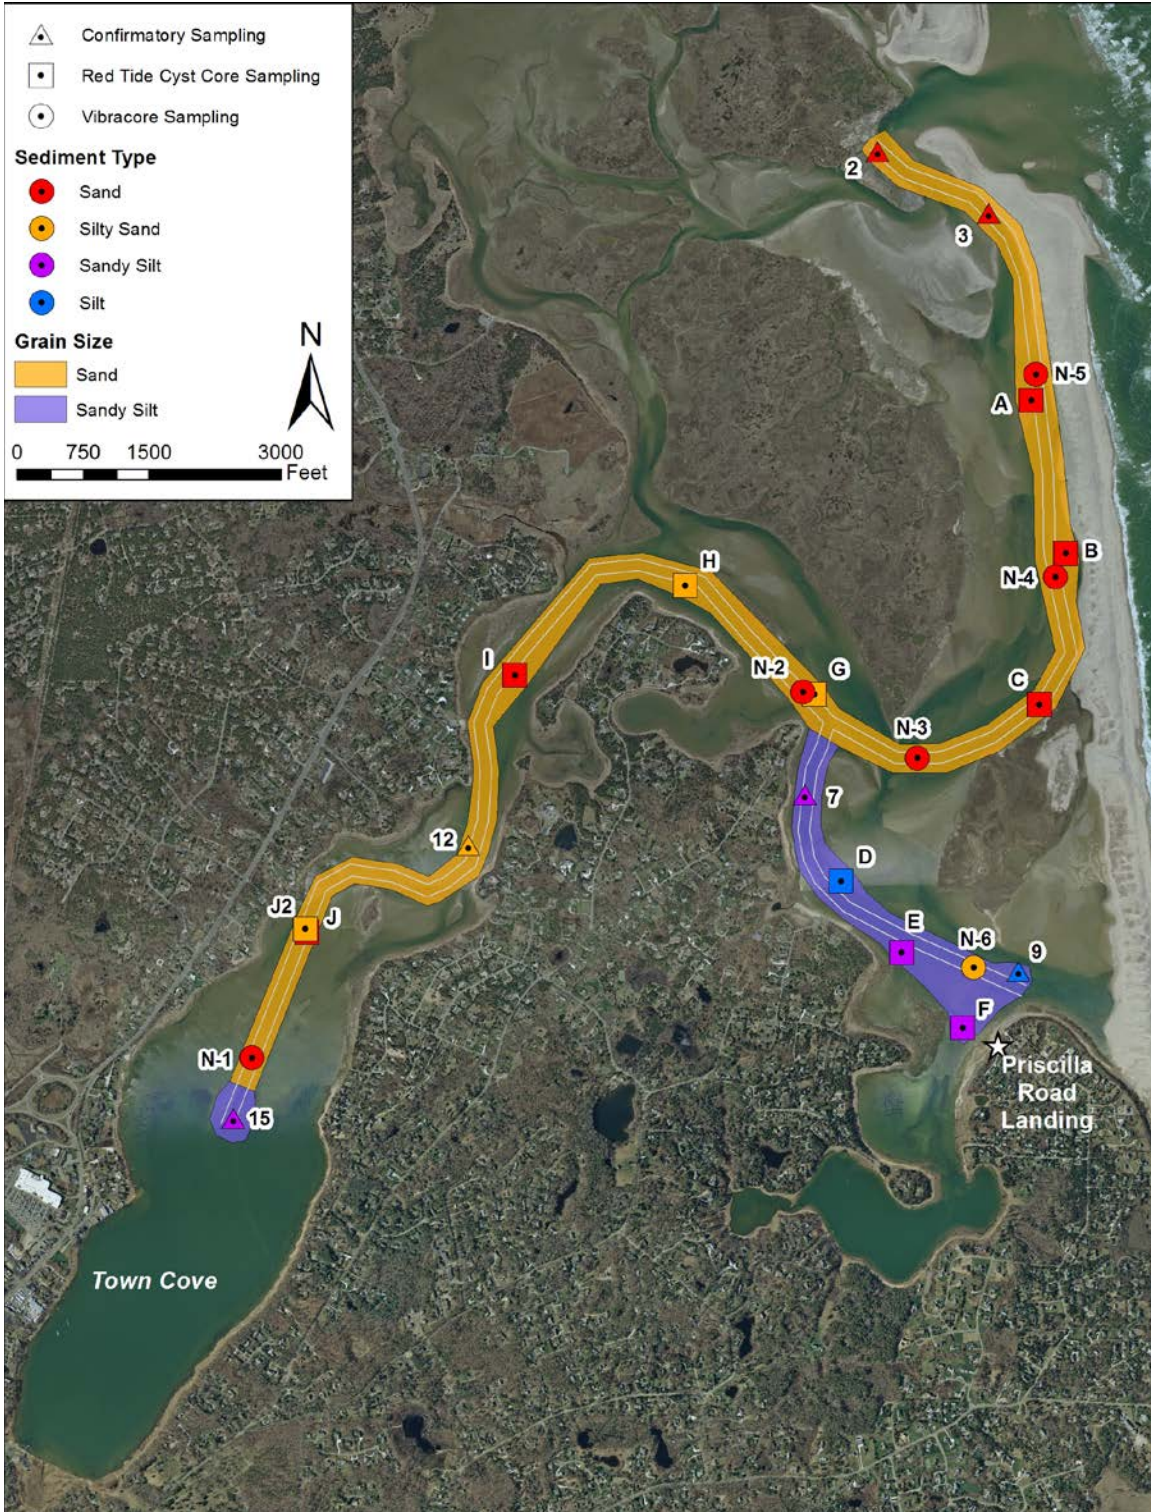 Confirmatory Sampling
Red Tide Cyst Core Sampling
Vibracore Sampling
Sediment Type
Sand
Silty Sand
Sandy Silt
Silt
Grain Size
Sand
Sandy Silt
N
0 750 1500 3000
Feet
2
3
N-5
A
B
N-4
H
I
N-2
G
C
N-3
7
12
D
J2
J
E
N-6
9
F
N-1
Priscilla
Road
Landing
15
Town Cove